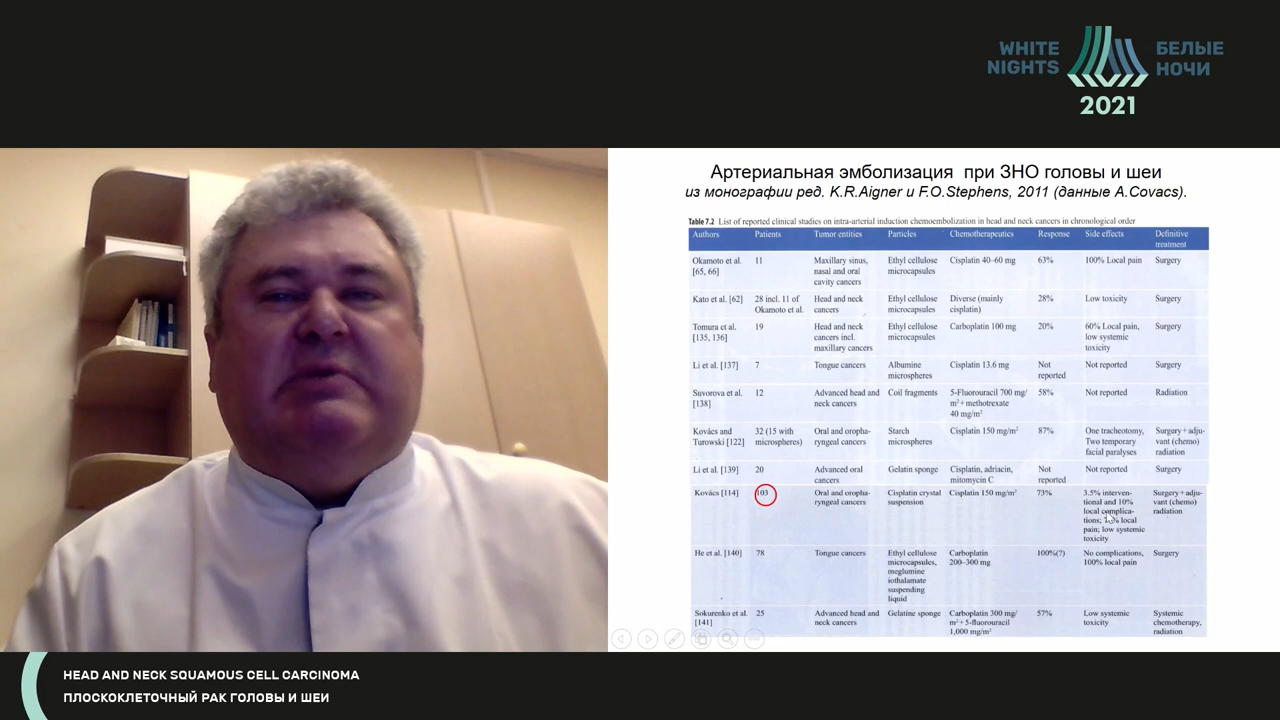 WHITE NIGHTS
БЕЛЫЕ НОЧИ
2021
Артериальная эмболизация при ЗНО головы и шеи
из монографии ред. K.R.Aigner и F.O.Stephens, 2011 (данные A.Covacs).
Table 7.2 List of reported clinical studies on intra-arterial induction chemoembolization in head and neck cancers in chronological order
Authors Patients Tumor entities Particles Chemotherapeutics Response Side effects Definitive
treatment
Okamoto et al. 11 Maxillary sinus, Ethyl cellulose Cisplatin 40–60 mg 63% 100% Local pain Surgery
[65, 66] nasal and oral microcapsules
cavity cancers
Kato et al. [62] 28 incl. 11 of Head and neck Ethyl cellulose Diverse (mainly 28% Low toxicity Surgery
Okamoto et al. cancers microcapsules cisplatin)
Tomura et al. 19 Head and neck Ethyl cellulose Carboplatin 100 mg 20% 60% Local pain, Surgery
[135, 136] cancers incl. microcapsules low systemic
maxillary cancers toxicity
Li et al. [137] 7 Tongue cancers Albumine Cisplatin 13.6 mg Not Not reported Surgery
microspheres reported
Suvorova et al. 12 Advanced head and Coil fragments 5-Fluorouracil 700 mg/ 58% Not reported Radiation
[138] neck cancers m² + methotrexate
40 mg/m²
Kovács and 32 (15 with Oral and oropha- Starch Cisplatin 150 mg/m² 87% One tracheotomy, Surgery + adju-
Turowski [122] microspheres) ryngeal cancers microspheres Two temporary vant (chemo)
facial paralyses radiation
Li et al. [139] 20 Advanced oral Gelatin sponge Cisplatin, adriacin, Not Not reported Surgery
cancers mitomycin C reported
Kovács [114] 103 Oral and oropha- Cisplatin crystal Cisplatin 150 mg/m² 73% 3.5% interven- Surgery + adju-
ryngeal cancers suspension tional and 10% vant (chemo)
local complica- radiation
tions; local
pain; low systemic
toxicity
He et al. [140] 78 Tongue cancers Ethyl cellulose Carboplatin 100%(?) No complications, Surgery
microcapsules, 200–300 mg 100% local pain
meglumine
iothalamate
suspending
liquid
Sokurenko et al. 25 Advanced head and Gelatine sponge Carboplatin 300 mg/ 57% Low systemic Systemic
[141] neck cancers m² + 5-fluorouracil toxicity chemotherapy,
1,000 mg/m² radiation
HEAD AND NECK SQUAMOUS CELL CARCINOMA
ПЛОСКОКЛЕТОЧНЫЙ РАК ГОЛОВЫ И ШЕИ